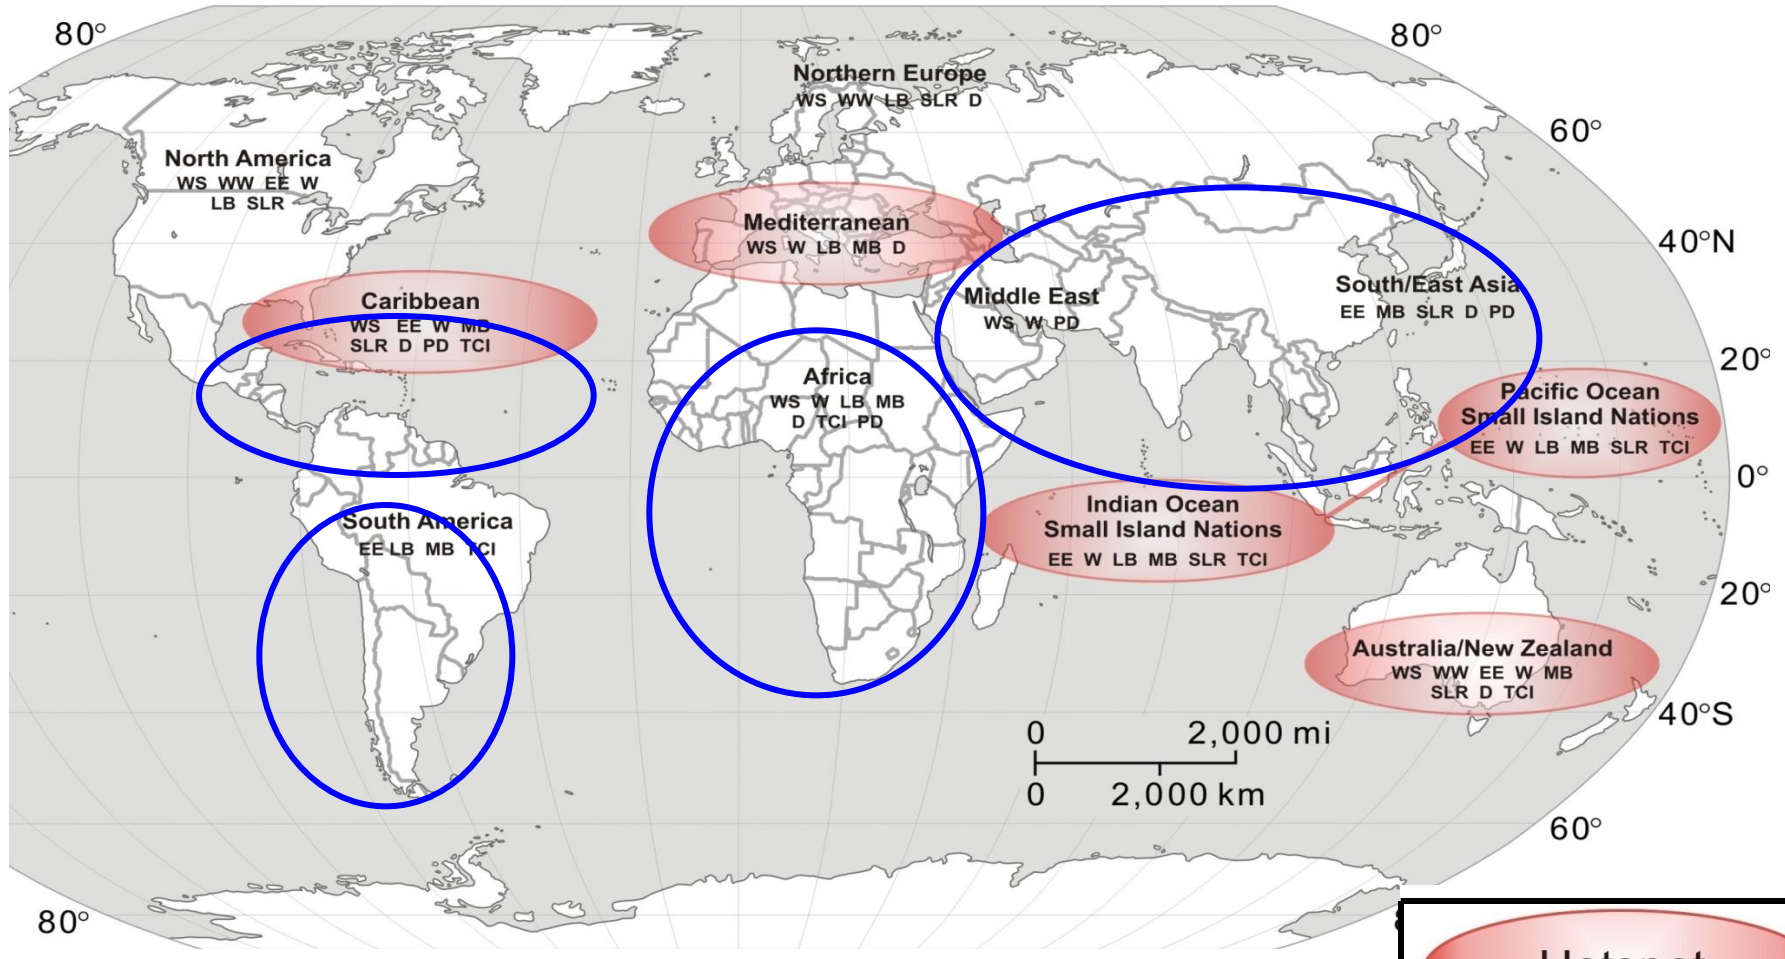 80°
80°
Northern Europe
WS WW LB SLR D
60°
North America
WS WW EE W
LB SLR
Mediterranean
WS W LB MB D
40°N
Caribbean
WS EE W MB
SLR D PD TCI
Middle East
WS W PD
South/East Asia
EE MB SLR D PD
20°
Africa
WS W LB MB
D TCI PD
Pacific Ocean
Small Island Nations
EE W LB MB SLR TCI
0°
Indian Ocean
Small Island Nations
EE W LB MB SLR TCI
South America
EE LB MB TCI
20°
Australia/New Zealand
WS WW EE W MB
SLR D TCI
40°S
0 2,000 mi
0 2,000 km
60°
80°
Hotspot